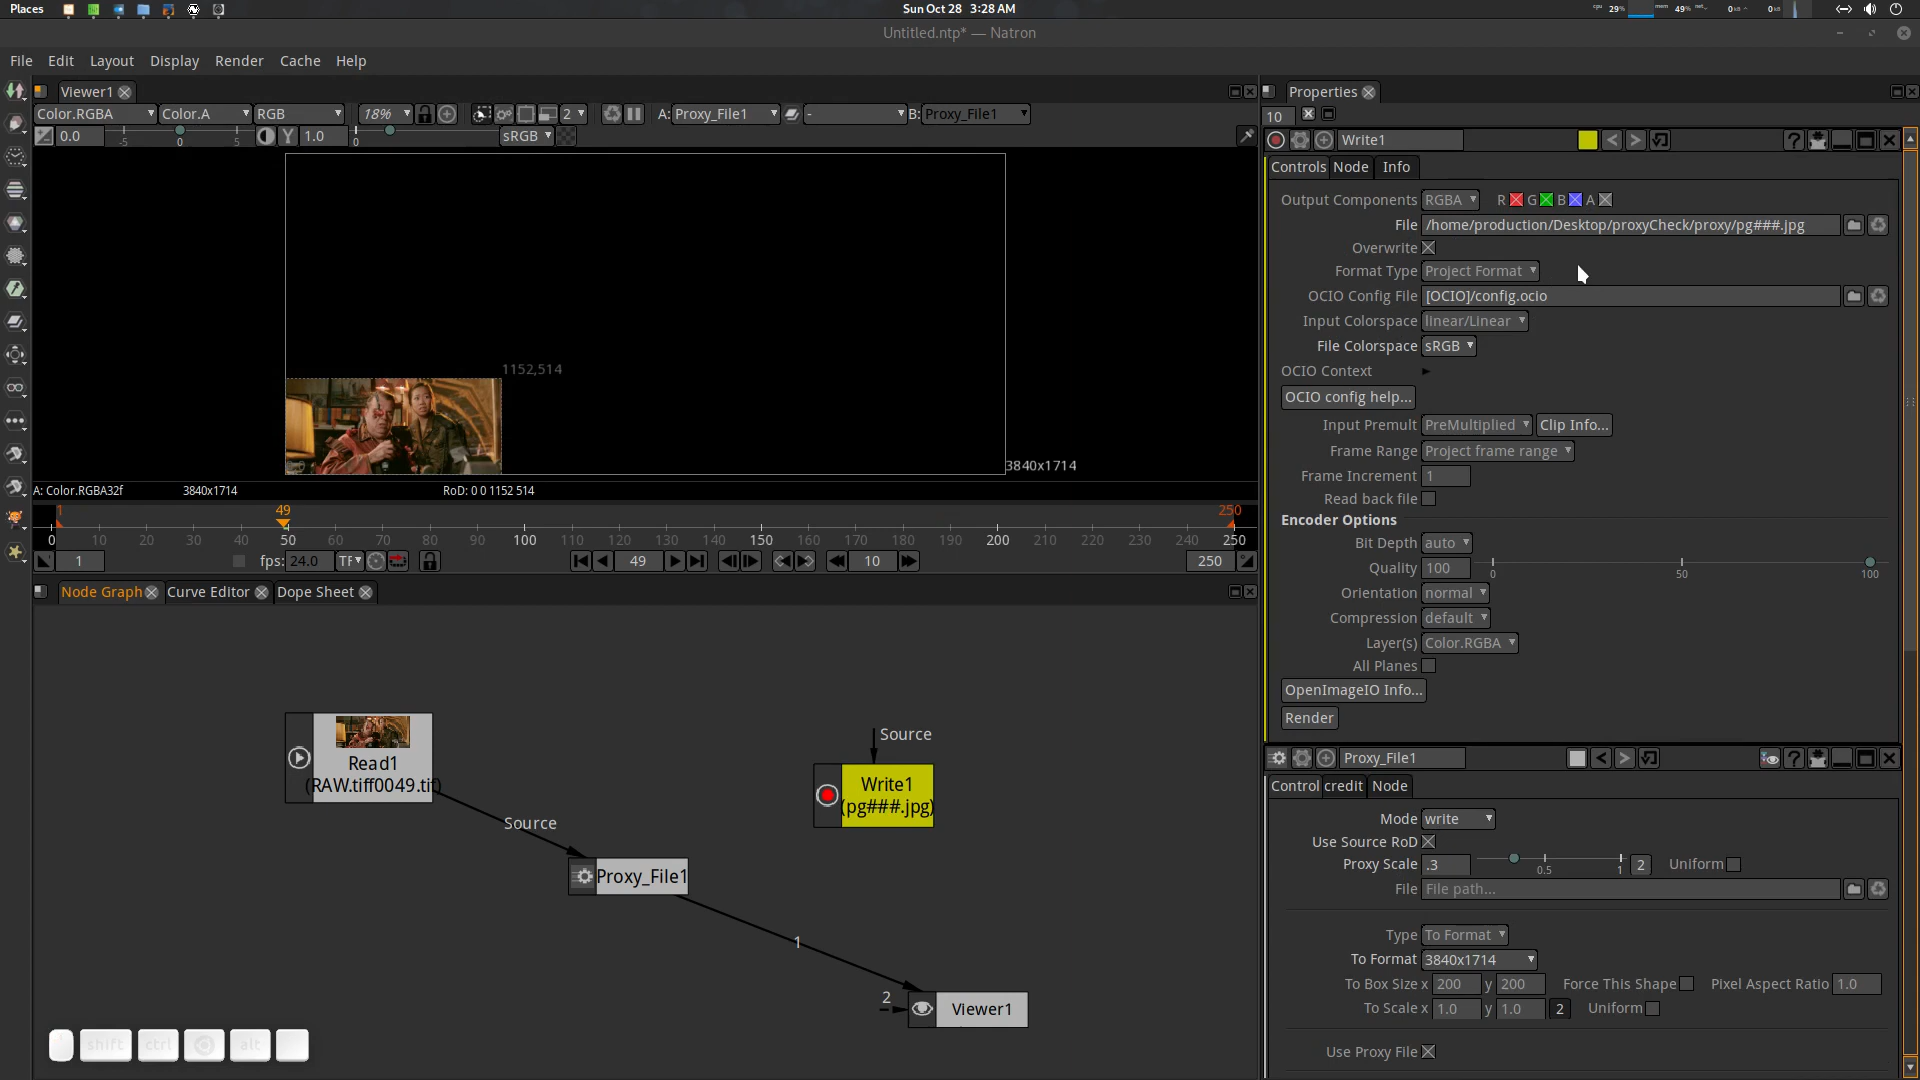 Places
Sun Oct 28 3:28 AM
cpu 29% mem 49% net 0kB 0kB
Untitled.ntp* — Natron
File Edit Layout Display Render Cache Help
Viewer1
Color.RGBA Color.A RGB 18% 2 A: Proxy_File1 - B: Proxy_File1
0.0 -5 0 5 Y 1.0 0 sRGB
1152,514
3840x1714
A: Color.RGBA32f 3840x1714 RoD: 0 0 1152 514
1 49 250
0 10 20 30 40 50 60 70 80 90 100 110 120 130 140 150 160 170 180 190 200 210 220 230 240 250
1 fps: 24.0 TF 49 10 250
Node Graph Curve Editor Dope Sheet
Read1
(RAW.tiff0049.tif)
Source
Proxy_File1
Source
Write1
(pg###.jpg)
1
2
Viewer1
shift ctrl alt
Properties
10
Write1
Controls Node Info
Output Components RGBA R G B A
File /home/production/Desktop/proxyCheck/proxy/pg###.jpg
Overwrite
Format Type Project Format
OCIO Config File [OCIO]/config.ocio
Input Colorspace linear/Linear
File Colorspace sRGB
OCIO Context
OCIO config help...
Input Premult PreMultiplied Clip Info...
Frame Range Project frame range
Frame Increment 1
Read back file
Encoder Options
Bit Depth auto
Quality 100 0 50 100
Orientation normal
Compression default
Layer(s) Color.RGBA
All Planes
OpenImageIO Info...
Render
Proxy_File1
Control credit Node
Mode write
Use Source RoD
Proxy Scale .3 0.5 1 2 Uniform
File File path...
Type To Format
To Format 3840x1714
To Box Size x 200 y 200 Force This Shape Pixel Aspect Ratio 1.0
To Scale x 1.0 y 1.0 2 Uniform
Use Proxy File